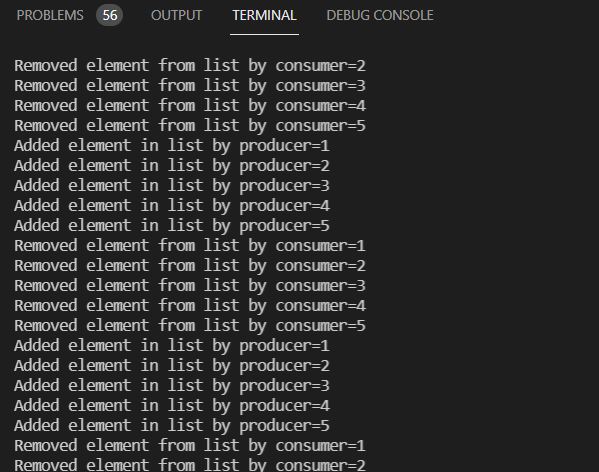 PROBLEMS 56 OUTPUT TERMINAL DEBUG CONSOLE
Removed element from list by consumer=2
Removed element from list by consumer=3
Removed element from list by consumer=4
Removed element from list by consumer=5
Added element in list by producer=1
Added element in list by producer=2
Added element in list by producer=3
Added element in list by producer=4
Added element in list by producer=5
Removed element from list by consumer=1
Removed element from list by consumer=2
Removed element from list by consumer=3
Removed element from list by consumer=4
Removed element from list by consumer=5
Added element in list by producer=1
Added element in list by producer=2
Added element in list by producer=3
Added element in list by producer=4
Added element in list by producer=5
Removed element from list by consumer=1
Removed element from list by consumer=2